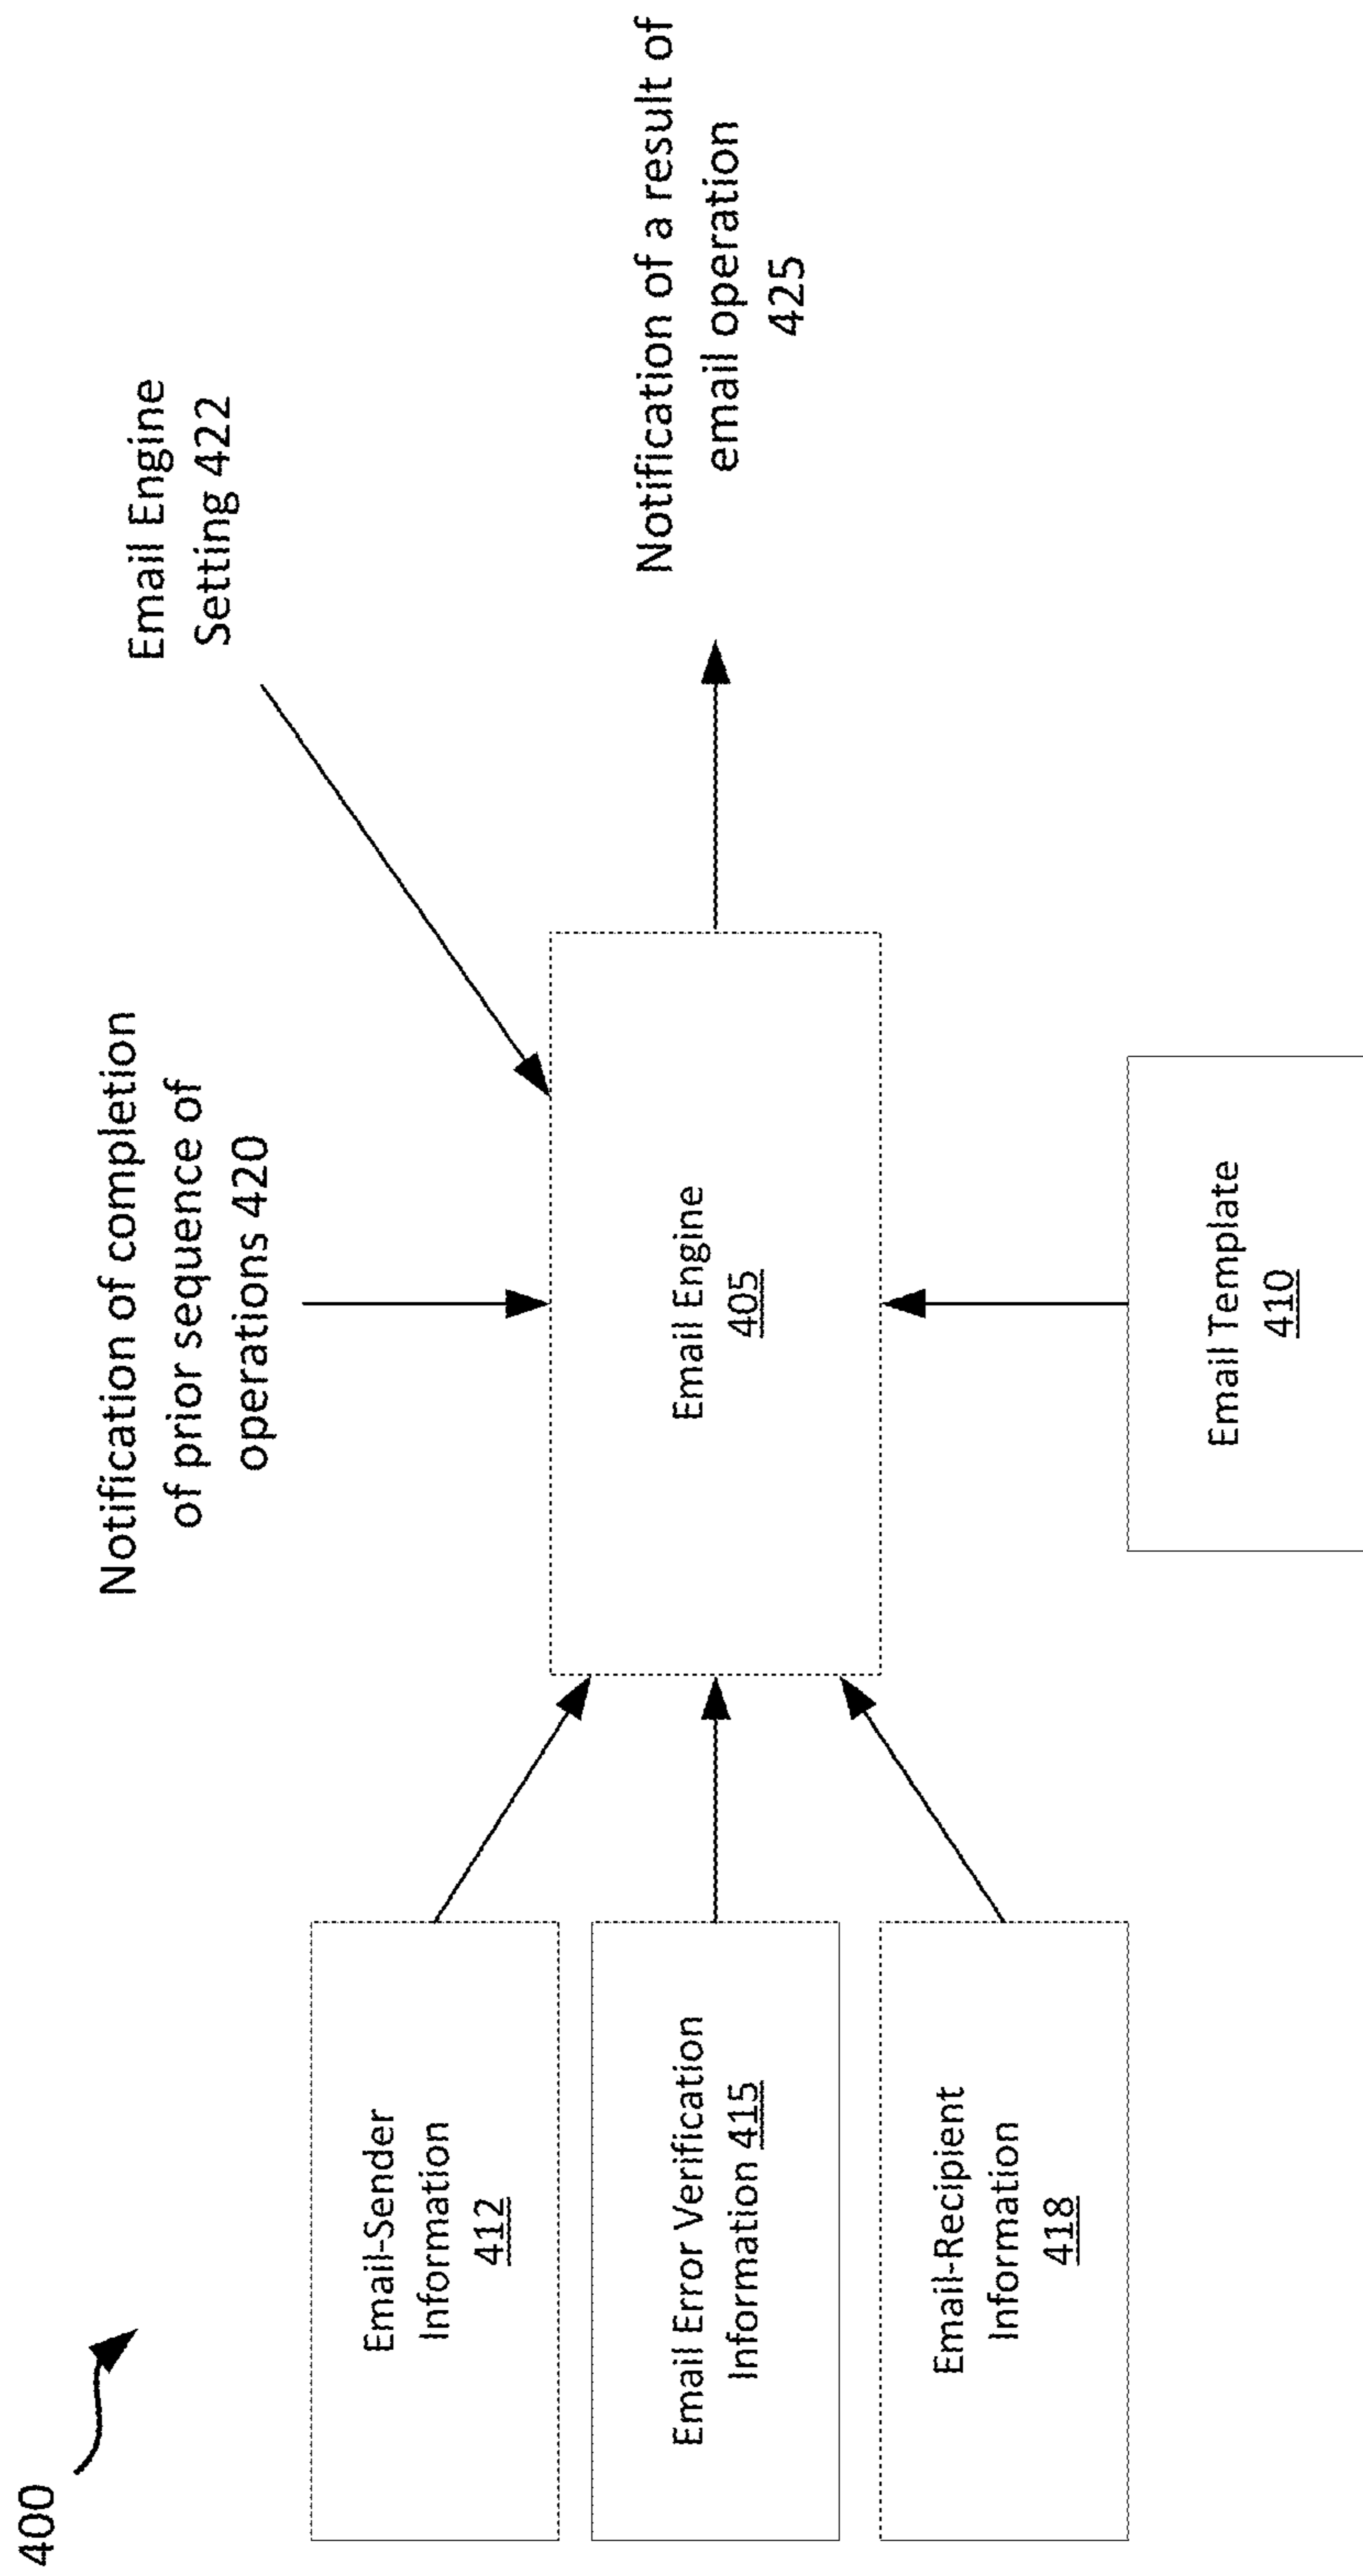 400
Notification of completion
of prior sequence of
operations 420
Email Engine
Setting 422
Email-Sender
Information
412
Email Error Verification
Information 415
Email-Recipient
Information
418
Email Engine
405
Notification of a result of
email operation
425
Email Template
410